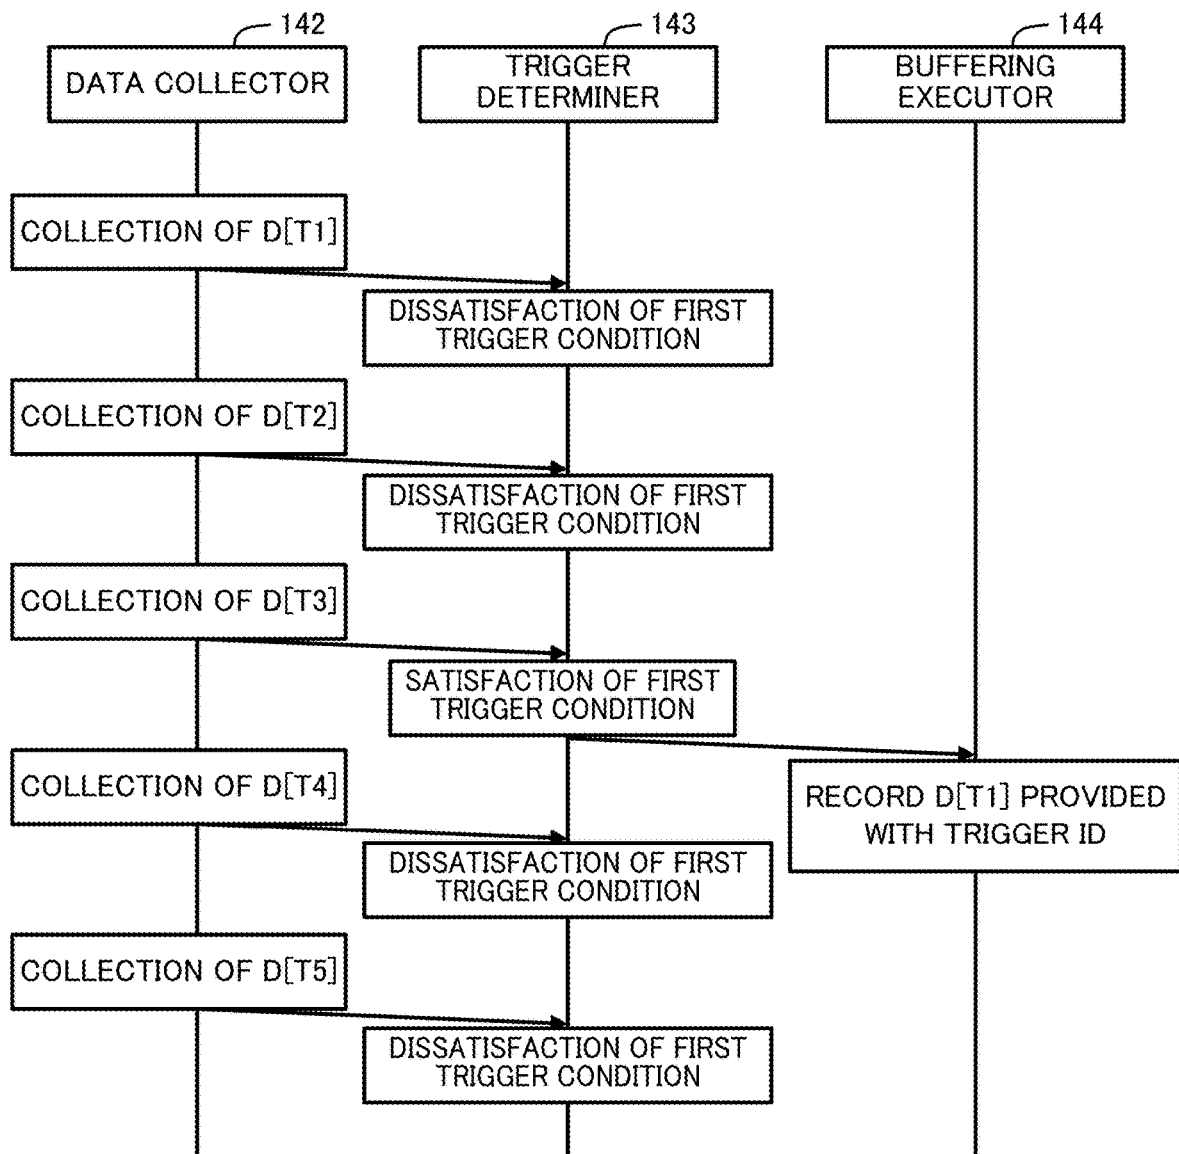 142
143
144
DATA COLLECTOR
TRIGGER
DETERMINER
BUFFERING
EXECUTOR
COLLECTION OF D[T1]
DISSATISFACTION OF FIRST
TRIGGER CONDITION
COLLECTION OF D[T2]
DISSATISFACTION OF FIRST
TRIGGER CONDITION
COLLECTION OF D[T3]
SATISFACTION OF FIRST
TRIGGER CONDITION
COLLECTION OF D[T4]
RECORD D[T1] PROVIDED
WITH TRIGGER ID
DISSATISFACTION OF FIRST
TRIGGER CONDITION
COLLECTION OF D[T5]
DISSATISFACTION OF FIRST
TRIGGER CONDITION